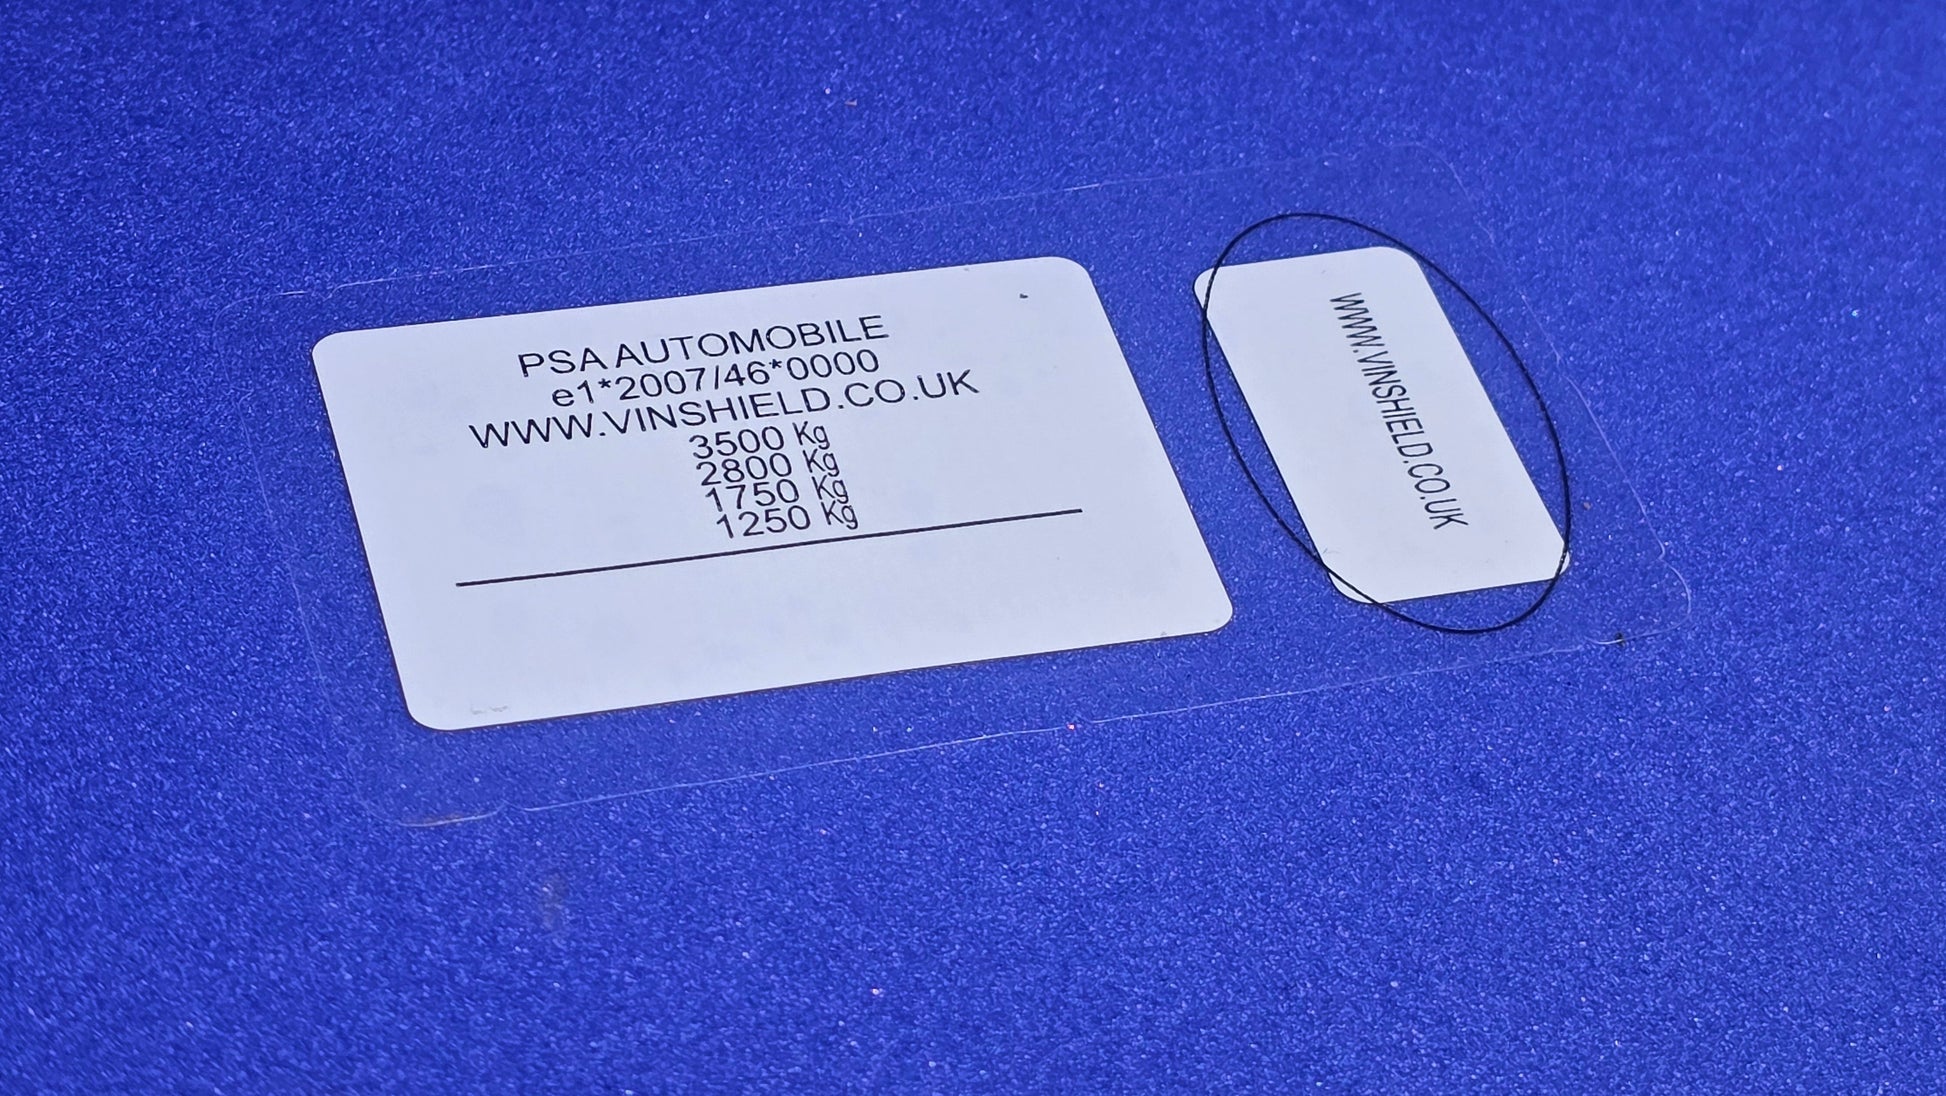 PSA AUTOMOBILE
e1*2007/46*0000
WWW.VINSHIELD.CO.UK
3500 Kg
2800 Kg
1750 Kg
1250 Kg
WWW.VINSHIELD.CO.UK